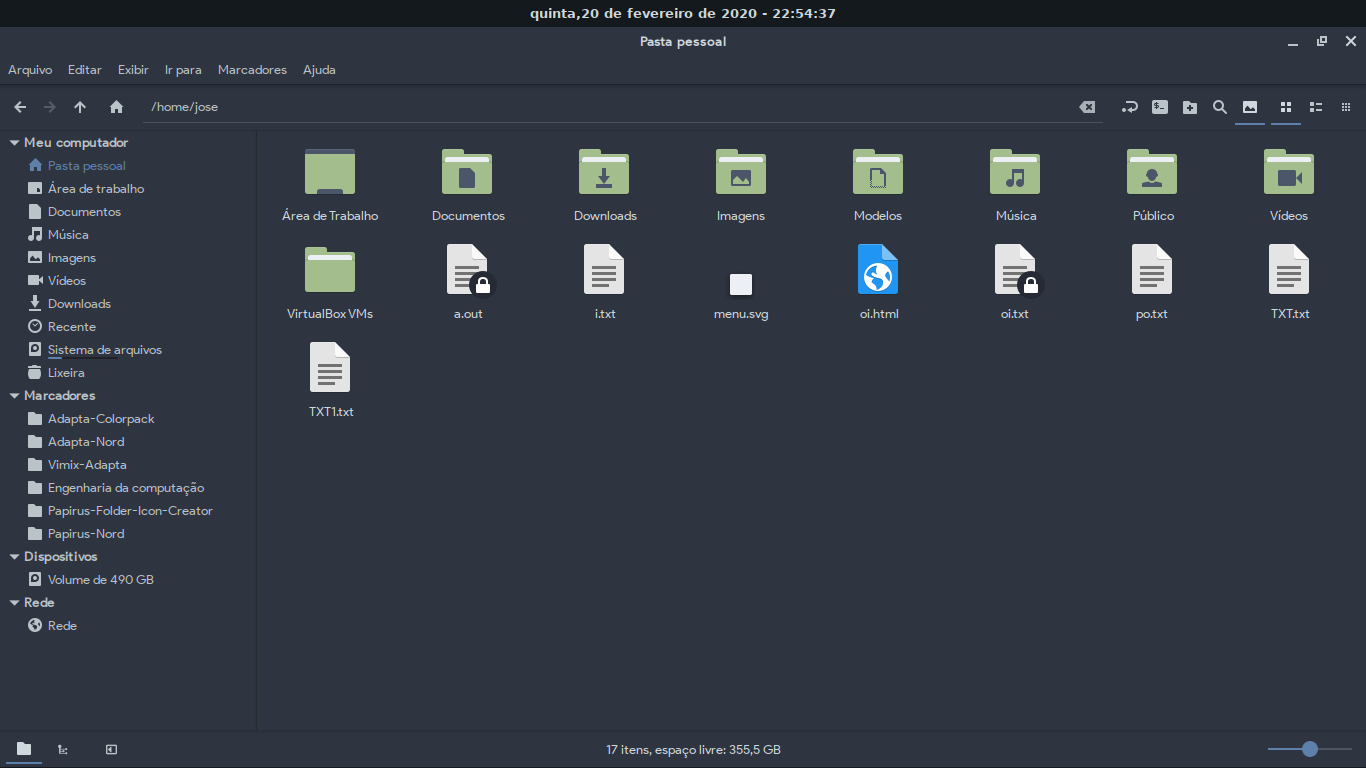 quinta,20 de fevereiro de 2020 - 22:54:37
Pasta pessoal
Arquivo Editar Exibir Ir para Marcadores Ajuda
/home/jose
Meu computador
Pasta pessoal
Área de trabalho
Documentos
Música
Imagens
Vídeos
Downloads
Recente
Sistema de arquivos
Lixeira
Marcadores
Adapta-Colorpack
Adapta-Nord
Vimix-Adapta
Engenharia da computação
Papirus-Folder-Icon-Creator
Papirus-Nord
Dispositivos
Volume de 490 GB
Rede
Rede
Área de Trabalho Documentos Downloads Imagens Modelos Música Público Vídeos
VirtualBox VMs a.out i.txt menu.svg oi.html oi.txt po.txt TXT.txt
TXT1.txt
17 itens, espaço livre: 355,5 GB